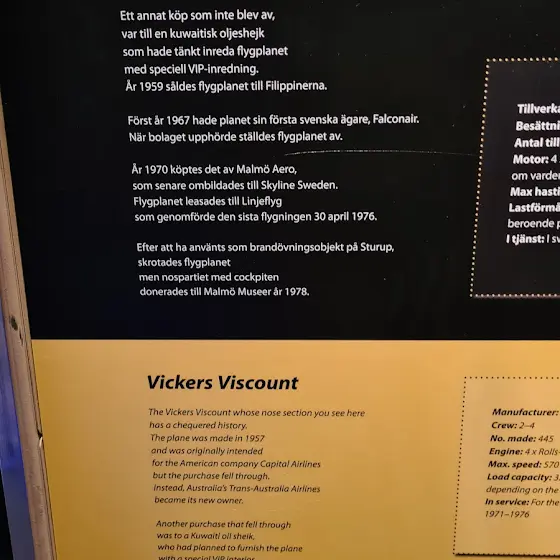 Ett annat köp som inte blev av,
var till en kuwaitisk oljeshejk
som hade tänkt inreda flygplanet
med speciell VIP-inredning.
År 1959 såldes flygplanet till Filippinerna.
Först år 1967 hade planet sin första svenska ägare, Falconair.
När bolaget upphörde ställdes flygplanet av.
År 1970 köptes det av Malmö Aero,
som senare ombildades till Skyline Sweden.
Flygplanet leasades till Linjeflyg
som genomförde den sista flygningen 30 april 1976.
Efter att ha använts som brandövningsobjekt på Sturup,
skrotades flygplanet
men nospartiet med cockpiten
donerades till Malmö Museer år 1978.
Tillverka
Besättni
Antal till
Motor: 4
om varder
Max hasti
Lastförmå
beroende p
I tjänst: I sv
Vickers Viscount
The Vickers Viscount whose nose section you see here
has a chequered history.
The plane was made in 1957
and was originally intended
for the American company Capital Airlines
but the purchase fell through.
Instead, Australia's Trans-Australia Airlines
became its new owner.
Another purchase that fell through
was to a Kuwaiti oil sheik,
who had planned to furnish the plane
with a special VIP interior.
Manufacturer:
Crew: 2–4
No. made: 445
Engine: 4 x Rolls-
Max. speed: 570
Load capacity: 3.
depending on the
In service: For the
1971–1976